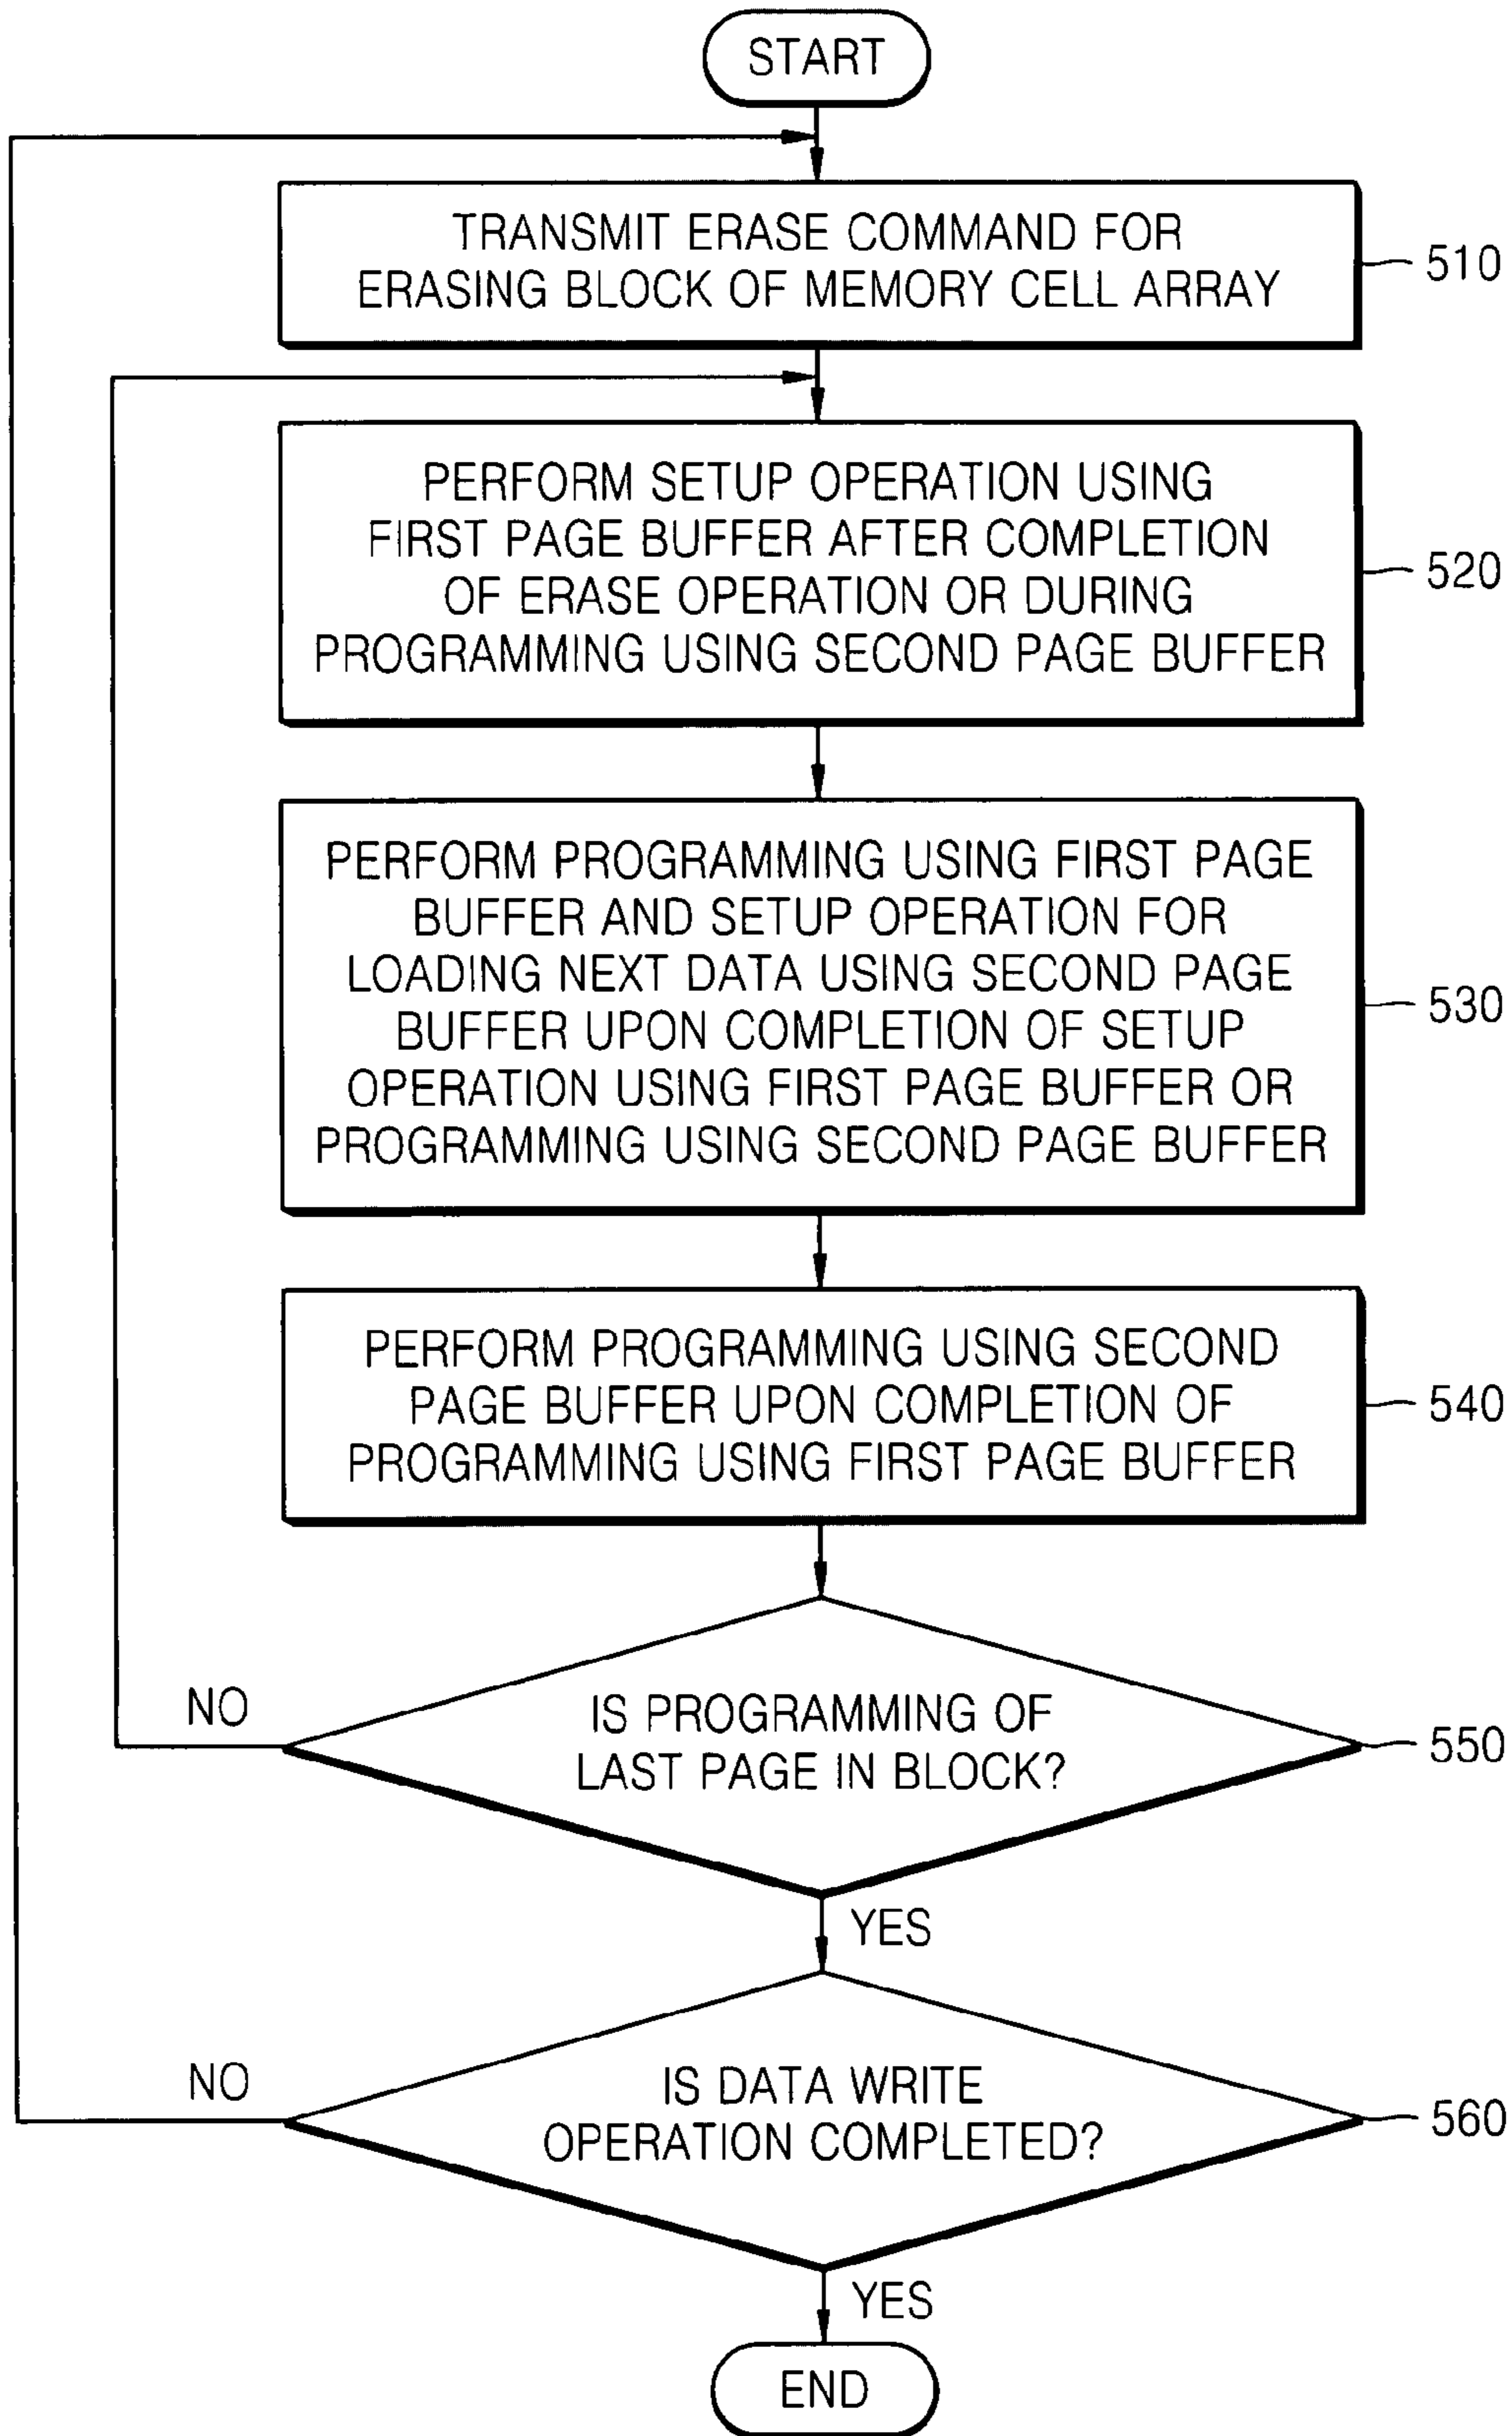 START
TRANSMIT ERASE COMMAND FOR
ERASING BLOCK OF MEMORY CELL ARRAY
510
PERFORM SETUP OPERATION USING
FIRST PAGE BUFFER AFTER COMPLETION
OF ERASE OPERATION OR DURING
PROGRAMMING USING SECOND PAGE BUFFER
520
PERFORM PROGRAMMING USING FIRST PAGE
BUFFER AND SETUP OPERATION FOR
LOADING NEXT DATA USING SECOND PAGE
BUFFER UPON COMPLETION OF SETUP
OPERATION USING FIRST PAGE BUFFER OR
PROGRAMMING USING SECOND PAGE BUFFER
530
PERFORM PROGRAMMING USING SECOND
PAGE BUFFER UPON COMPLETION OF
PROGRAMMING USING FIRST PAGE BUFFER
540
NO
IS PROGRAMMING OF
LAST PAGE IN BLOCK?
550
YES
NO
IS DATA WRITE
OPERATION COMPLETED?
560
YES
END